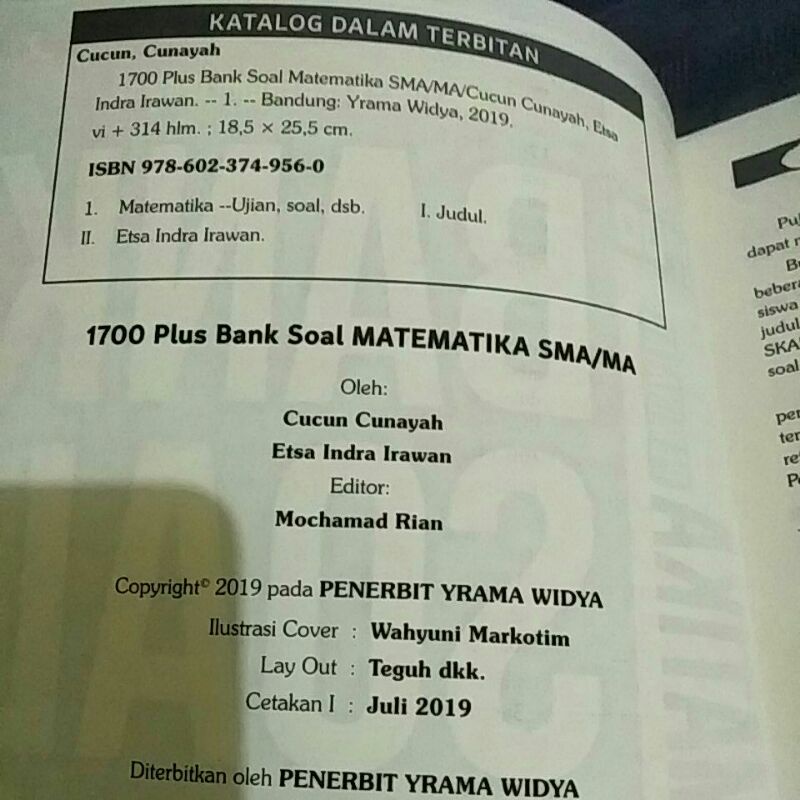 KATALOG DALAM TERBITAN
Cucun, Cunayah
1700 Plus Bank Soal Matematika SMA/MA/Cucun Cunayah, Etsa
Indra Irawan. -- 1. -- Bandung: Yrama Widya, 2019.
vi + 314 hlm. ; 18,5 × 25,5 cm.
ISBN 978-602-374-956-0
1. Matematika --Ujian, soal, dsb. I. Judul.
II. Etsa Indra Irawan.
1700 Plus Bank Soal MATEMATIKA SMA/MA
Oleh:
Cucun Cunayah
Etsa Indra Irawan
Editor:
Mochamad Rian
Copyright© 2019 pada PENERBIT YRAMA WIDYA
Ilustrasi Cover : Wahyuni Markotim
Lay Out : Teguh dkk.
Cetakan I : Juli 2019
Diterbitkan oleh PENERBIT YRAMA WIDYA
dapat
siswa
judul
soal